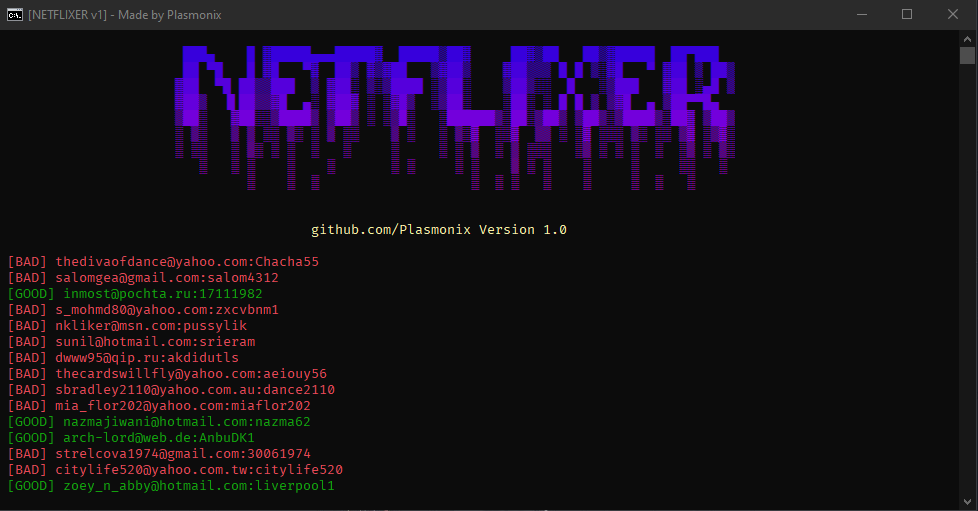 [NETFLIXER v1] - Made by Plasmonix
NETFLIXER
github.com/Plasmonix Version 1.0
[BAD] thedivaofdance@yahoo.com:Chacha55
[BAD] salomgea@gmail.com:salom4312
[GOOD] inmost@pochta.ru:17111982
[BAD] s_mohmd80@yahoo.com:zxcvbnm1
[BAD] nkliker@msn.com:pussylik
[BAD] sunil@hotmail.com:srieram
[BAD] dwww95@qip.ru:akdidutls
[BAD] thecardswillfly@yahoo.com:aeiouy56
[BAD] sbradley2110@yahoo.com.au:dance2110
[BAD] mia_flor202@yahoo.com:miaflor202
[GOOD] nazmajiwani@hotmail.com:nazma62
[GOOD] arch-lord@web.de:AnbuDK1
[BAD] strelcova1974@gmail.com:30061974
[BAD] citylife520@yahoo.com.tw:citylife520
[GOOD] zoey_n_abby@hotmail.com:liverpool1